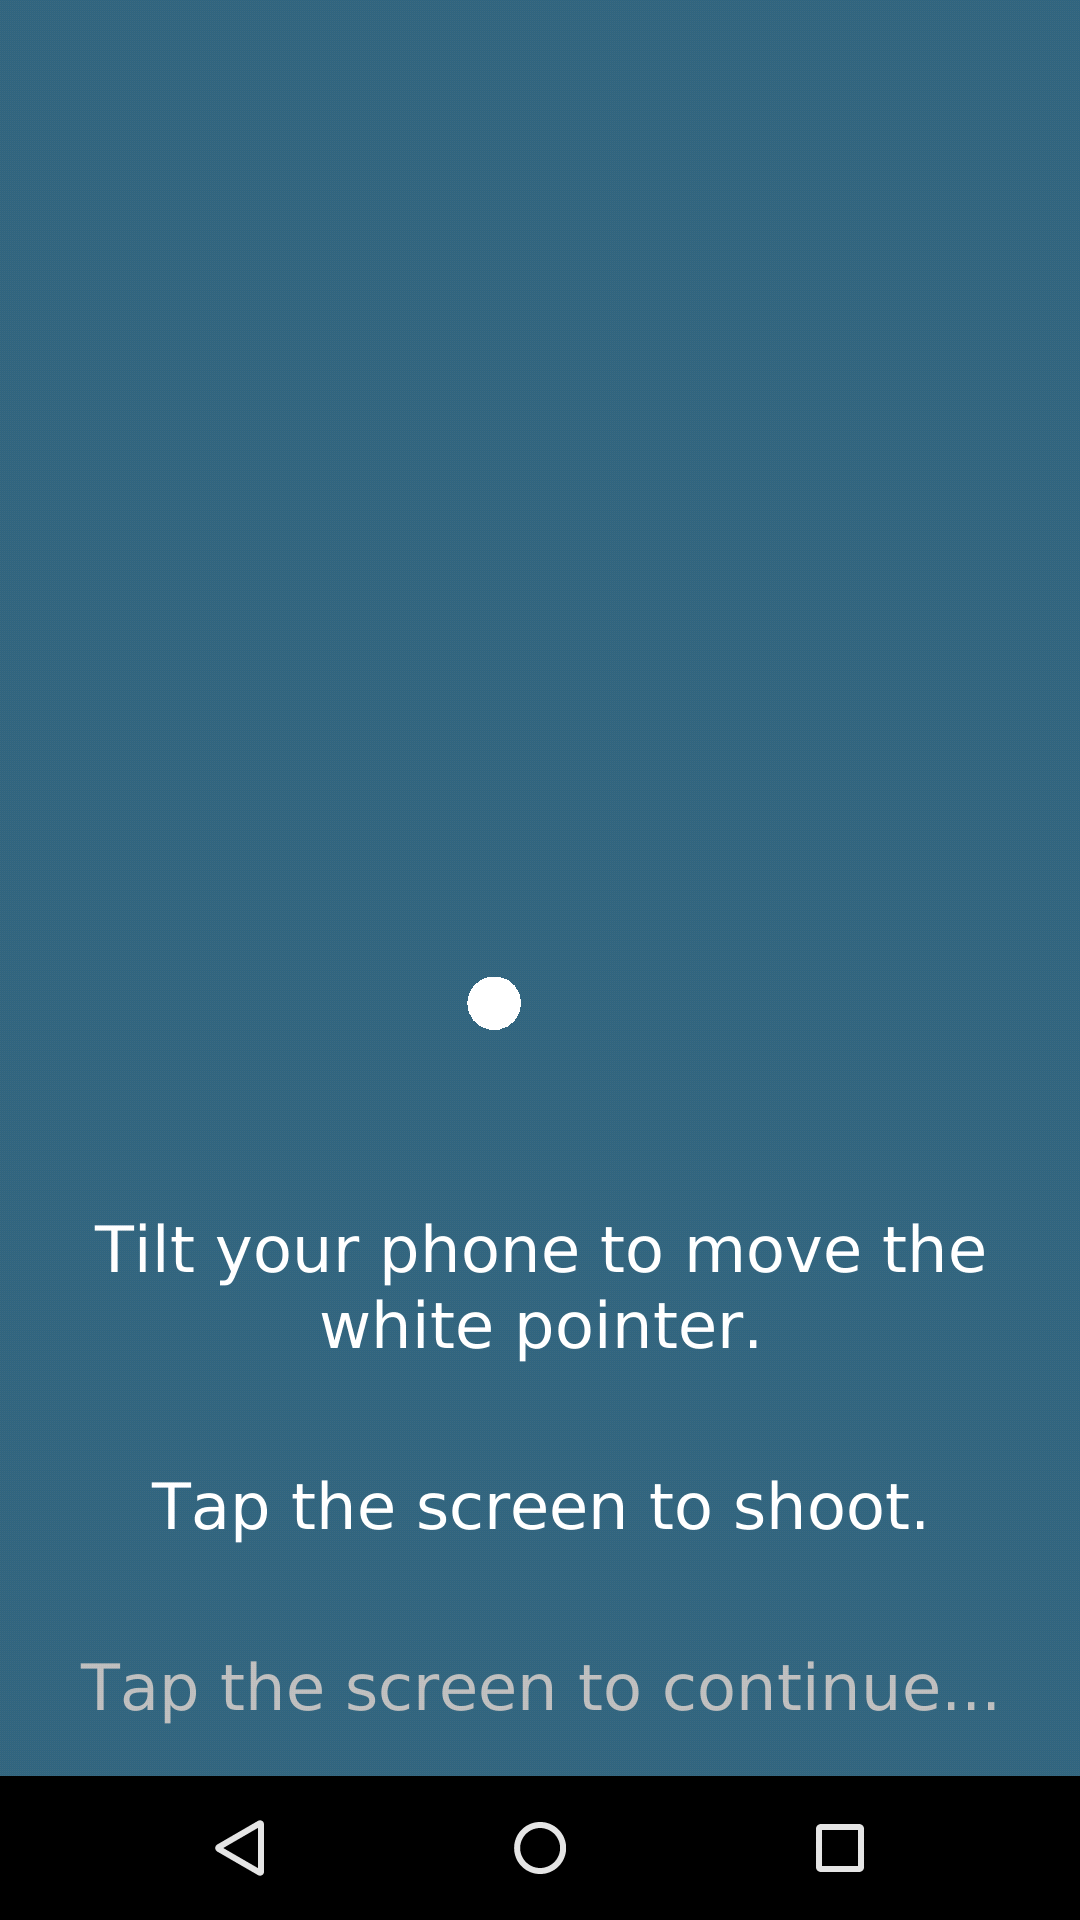 Tilt your phone to move the
white pointer.
Tap the screen to shoot.
Tap the screen to continue...